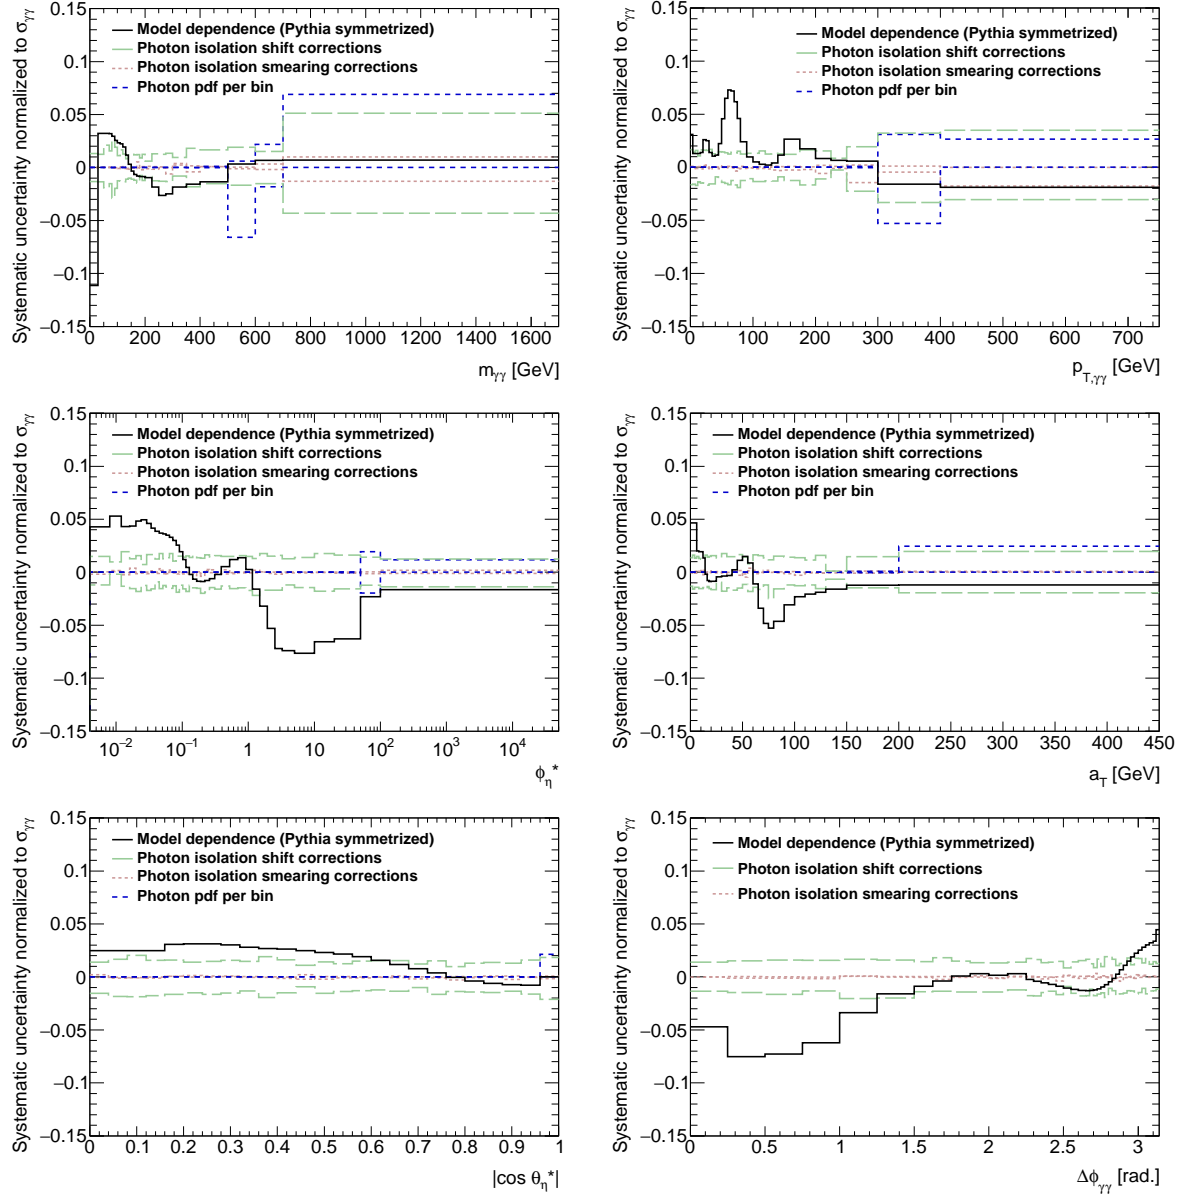 Systematic uncertainty normalized to σγγ
0.15
0.1
0.05
0
−0.05
−0.1
−0.15
Model dependence (Pythia symmetrized)
Photon isolation shift corrections
Photon isolation smearing corrections
Photon pdf per bin
0 200 400 600 800 1000 1200 1400 1600
mγγ [GeV]
Systematic uncertainty normalized to σγγ
0.15
0.1
0.05
0
−0.05
−0.1
−0.15
Model dependence (Pythia symmetrized)
Photon isolation shift corrections
Photon isolation smearing corrections
Photon pdf per bin
0 100 200 300 400 500 600 700
pT,γγ [GeV]
Systematic uncertainty normalized to σγγ
0.15
0.1
0.05
0
−0.05
−0.1
−0.15
Model dependence (Pythia symmetrized)
Photon isolation shift corrections
Photon isolation smearing corrections
Photon pdf per bin
10−2 10−1 1 10 102 103 104
ϕη*
Systematic uncertainty normalized to σγγ
0.15
0.1
0.05
0
−0.05
−0.1
−0.15
Model dependence (Pythia symmetrized)
Photon isolation shift corrections
Photon isolation smearing corrections
Photon pdf per bin
0 50 100 150 200 250 300 350 400 450
aT [GeV]
Systematic uncertainty normalized to σγγ
0.15
0.1
0.05
0
−0.05
−0.1
−0.15
Model dependence (Pythia symmetrized)
Photon isolation shift corrections
Photon isolation smearing corrections
Photon pdf per bin
0 0.1 0.2 0.3 0.4 0.5 0.6 0.7 0.8 0.9 1
|cos θη*|
Systematic uncertainty normalized to σγγ
0.15
0.1
0.05
0
−0.05
−0.1
−0.15
Model dependence (Pythia symmetrized)
Photon isolation shift corrections
Photon isolation smearing corrections
0 0.5 1 1.5 2 2.5 3
Δϕγγ [rad.]